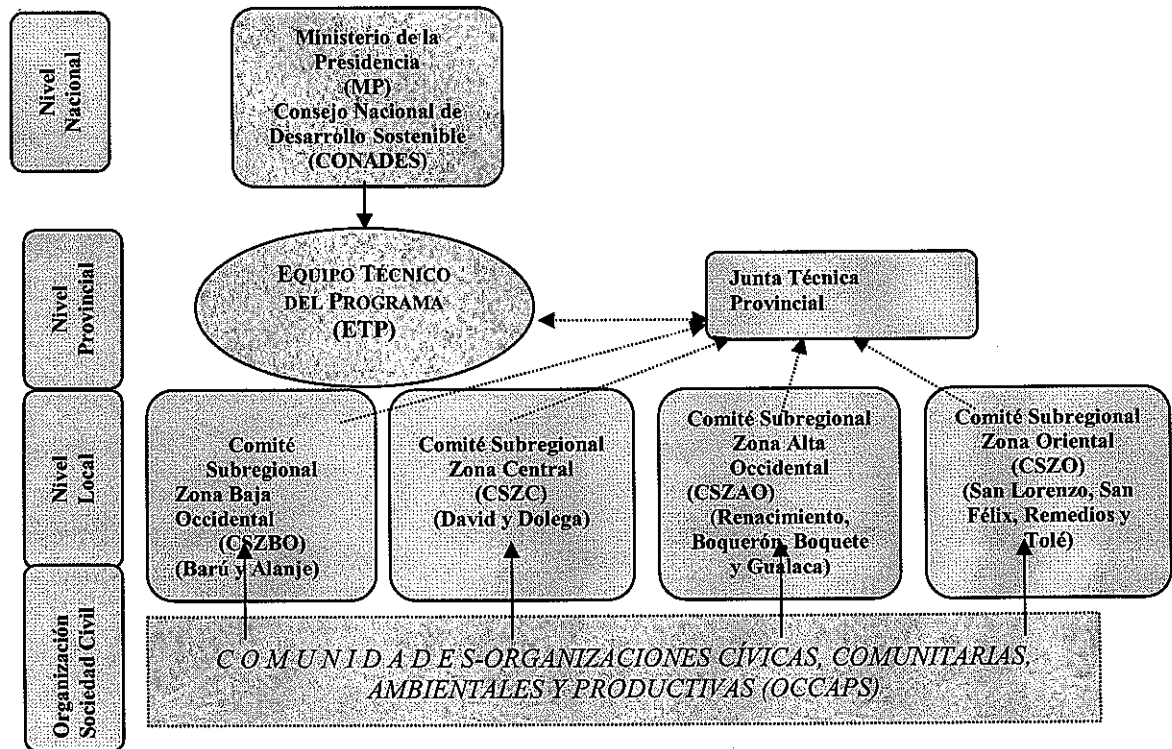 Nivel
Nacional
Ministerio de la
Presidencia
(MP)
Consejo Nacional de
Desarrollo Sostenible
(CONADES)
Nivel
Provincial
EQUIPO TÉCNICO
DEL PROGRAMA
(ETP)
Junta Técnica
Provincial
Nivel
Local
Comité
Subregional
Zona Baja
Occidental
(CSZBO)
(Barú y Alanje)
Comité Subregional
Zona Central
(CSZC)
(David y Dolega)
Comité Subregional
Zona Alta
Occidental
(CSZAO)
(Renacimiento,
Boquerón, Boquete
y Gualaca)
Comité Subregional
Zona Oriental
(CSZO)
(San Lorenzo, San
Félix, Remedios y
Tolé)
Organización
Sociedad Civil
C O M U N I D A D E S-ORGANIZACIONES CÍVICAS, COMUNITARIAS,
AMBIENTALES Y PRODUCTIVAS (OCCAPS)